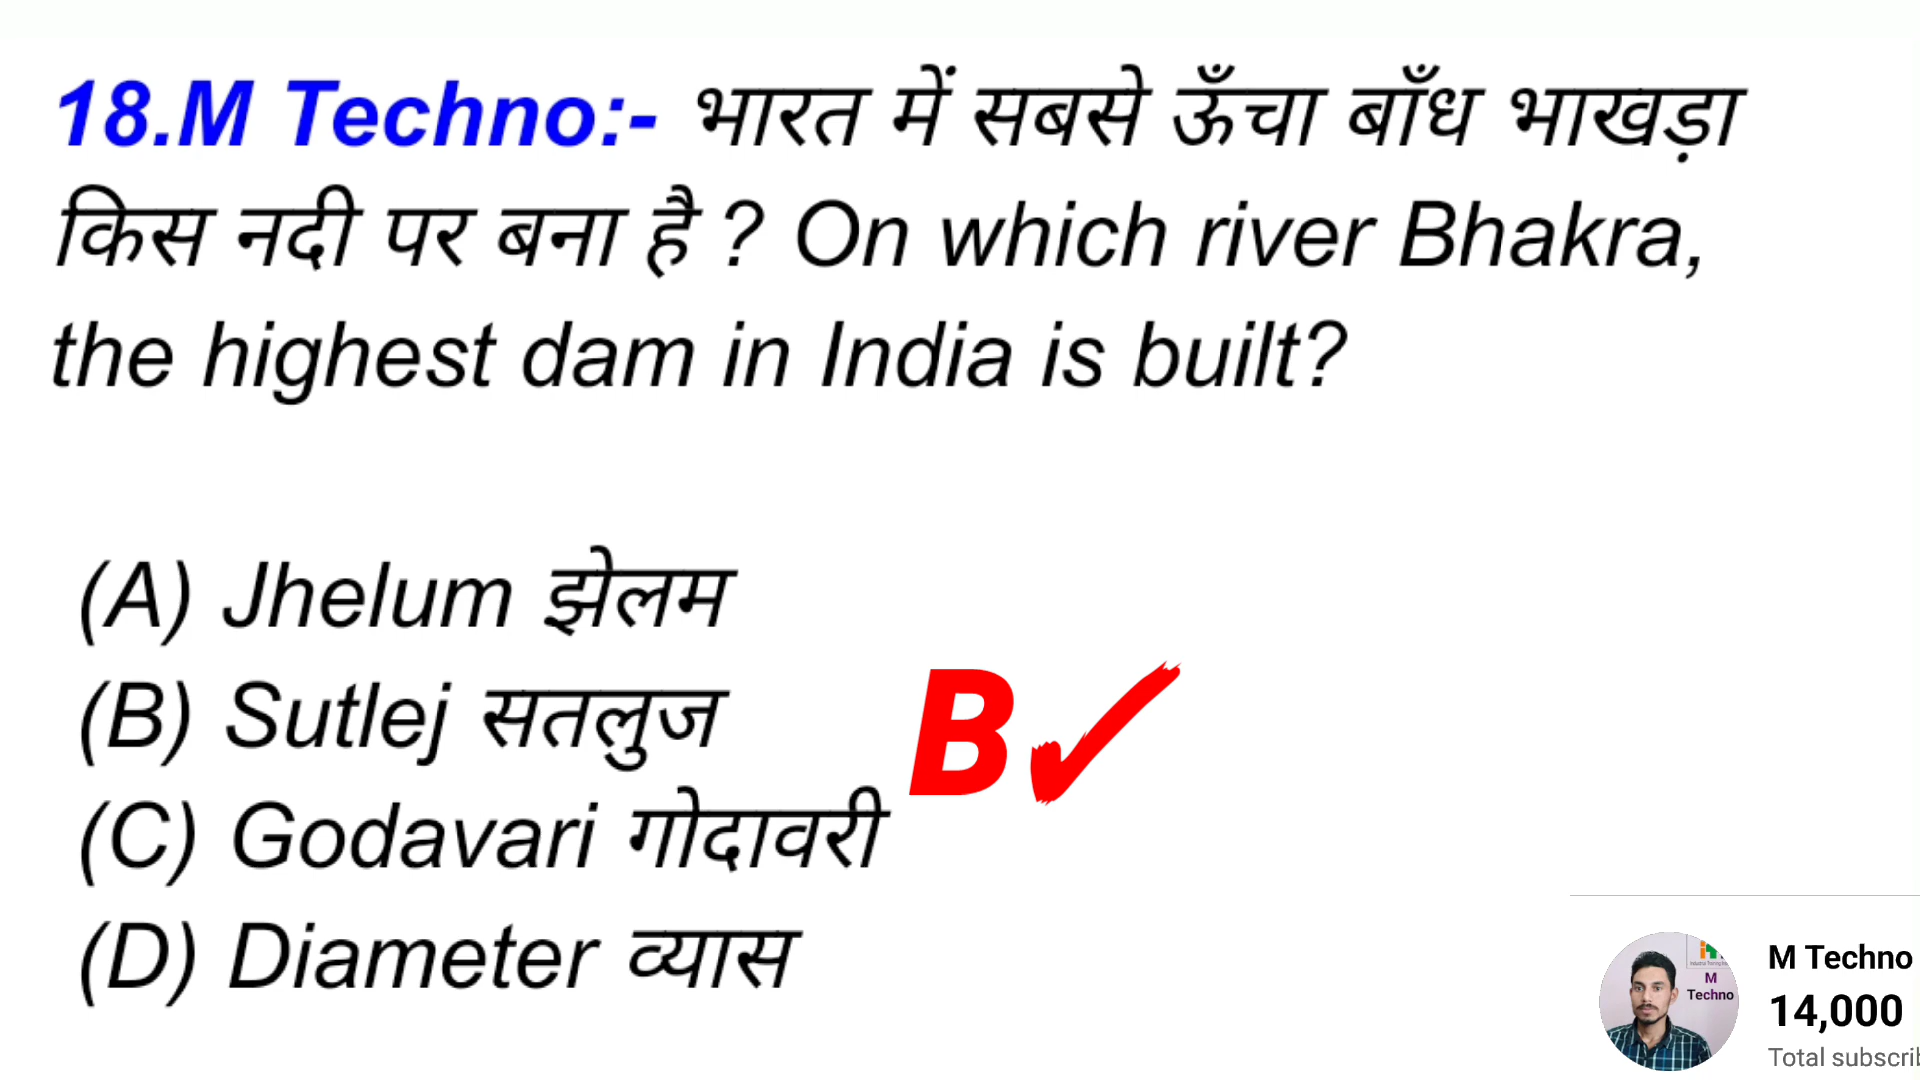 18.M Techno:- भारत में सबसे ऊँचा बाँध भाखड़ा
किस नदी पर बना है ? On which river Bhakra,
the highest dam in India is built?
(A) Jhelum झेलम
(B) Sutlej सतलुज
B✓
(C) Godavari गोदावरी
(D) Diameter व्यास
M
Techno
M Techno
14,000
Total subscrib